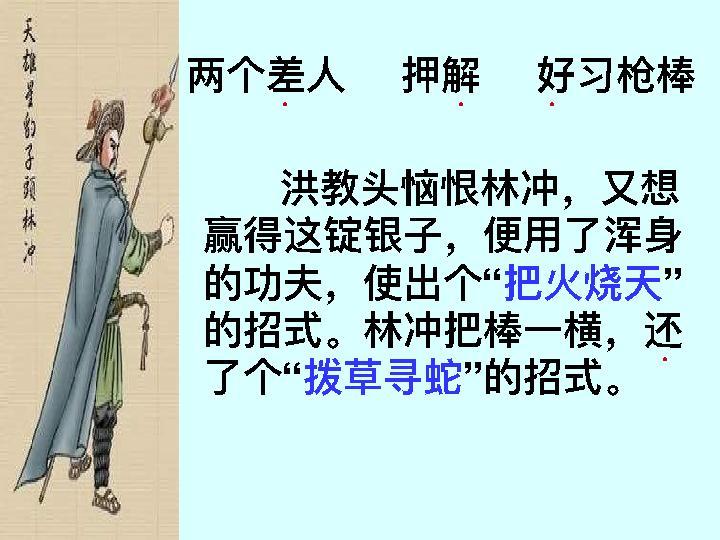 天雄星豹子頭林冲
两个差人 押解 好习枪棒
洪教头恼恨林冲，又想
赢得这锭银子，便用了浑身
的功夫，使出个“把火烧天”
的招式。林冲把棒一横，还
了个“拨草寻蛇”的招式。